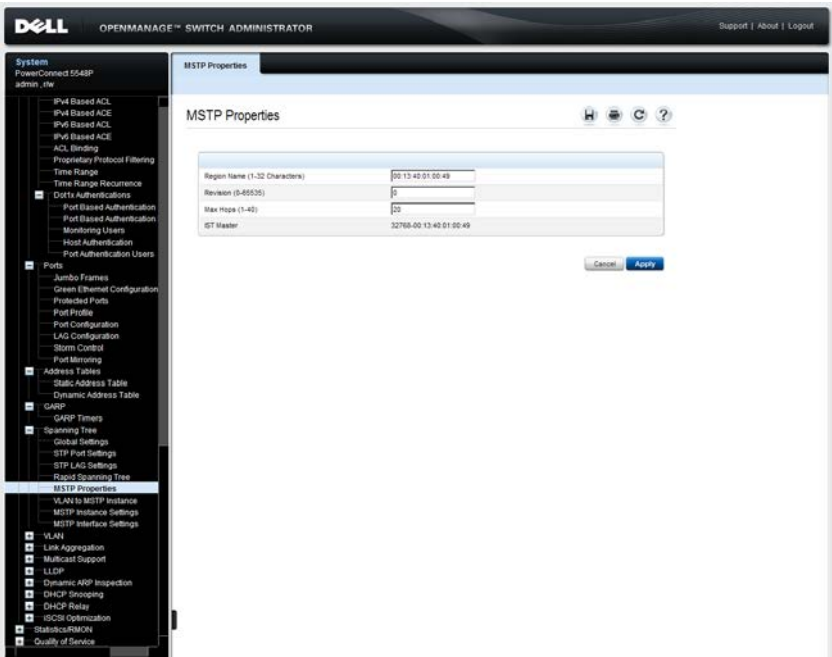 DELL
OPENMANAGE™ SWITCH ADMINISTRATOR
Support | About | Logout
System
PowerConnect 5548P
admin , r/w
MSTP Properties
IPv4 Based ACL
IPv4 Based ACE
IPv6 Based ACL
IPv6 Based ACE
ACL Binding
Proprietary Protocol Filtering
Time Range
Time Range Recurrence
Dot1x Authentications
Port Based Authentication
Port Based Authentication
Monitoring Users
Host Authentication
Port Authentication Users
Ports
Jumbo Frames
Green Ethernet Configuration
Protected Ports
Port Profile
Port Configuration
LAG Configuration
Storm Control
Port Mirroring
Address Tables
Static Address Table
Dynamic Address Table
GARP
GARP Timers
Spanning Tree
Global Settings
STP Port Settings
STP LAG Settings
Rapid Spanning Tree
MSTP Properties
VLAN to MSTP Instance
MSTP Instance Settings
MSTP Interface Settings
VLAN
Link Aggregation
Multicast Support
LLDP
Dynamic ARP Inspection
DHCP Snooping
DHCP Relay
iSCSI Optimization
Statistics/RMON
Quality of Service
MSTP Properties
Region Name (1-32 Characters) 00:13:40:01:00:49
Revision (0-65535) 0
Max Hops (1-40) 20
IST Master 32768-00:13:40:01:00:49
Cancel Apply